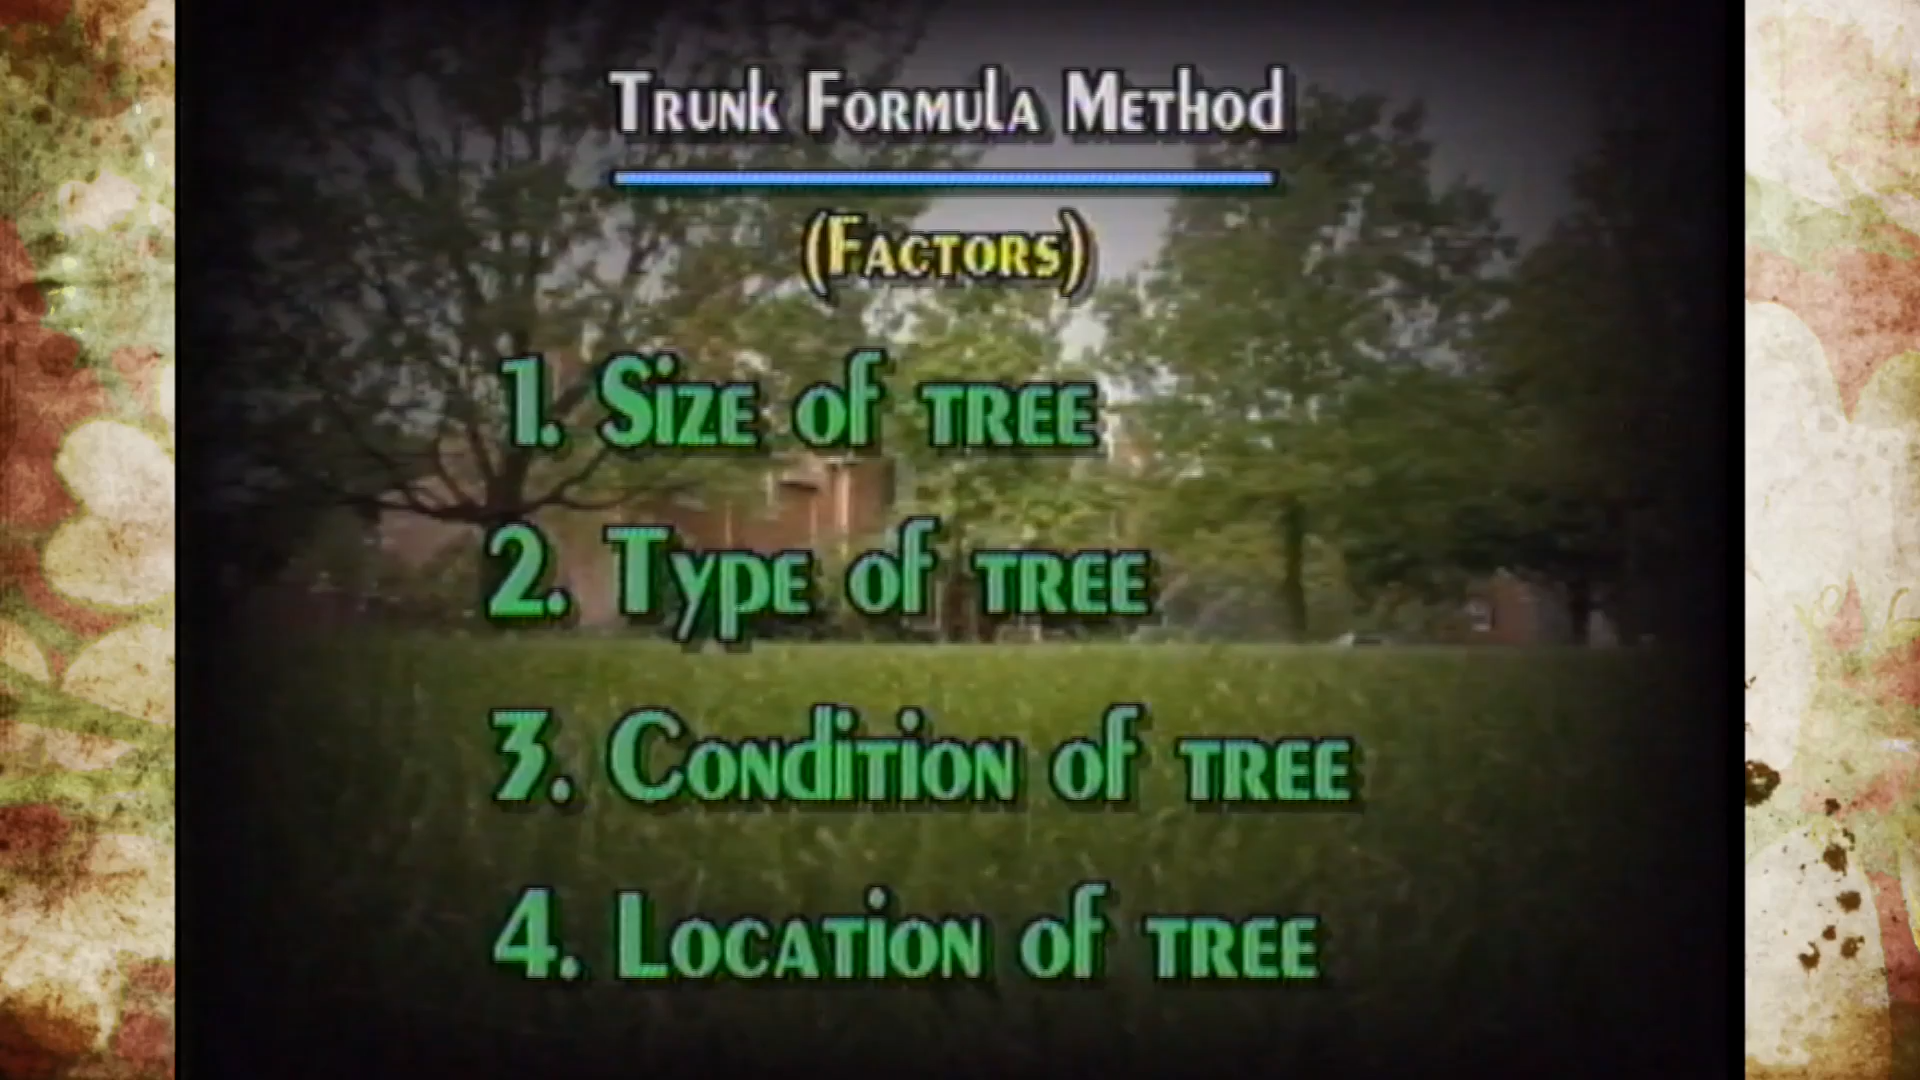 Trunk Formula Method
(Factors)
1. Size of tree
2. Type of tree
3. Condition of tree
4. Location of tree